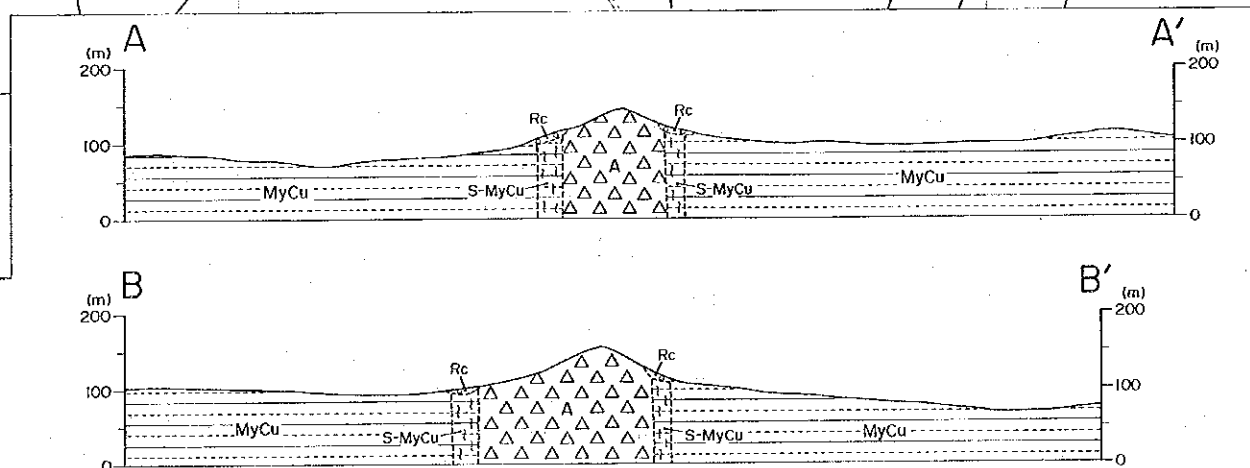 A A′
(m) (m)
200 200
Rc Rc
100 100
A
MyCu S-MyCu S-MyCu MyCu
0 0
B B′
(m) (m)
200 200
Rc Rc
100 100
A
MyCu S-MyCu S-MyCu MyCu
0